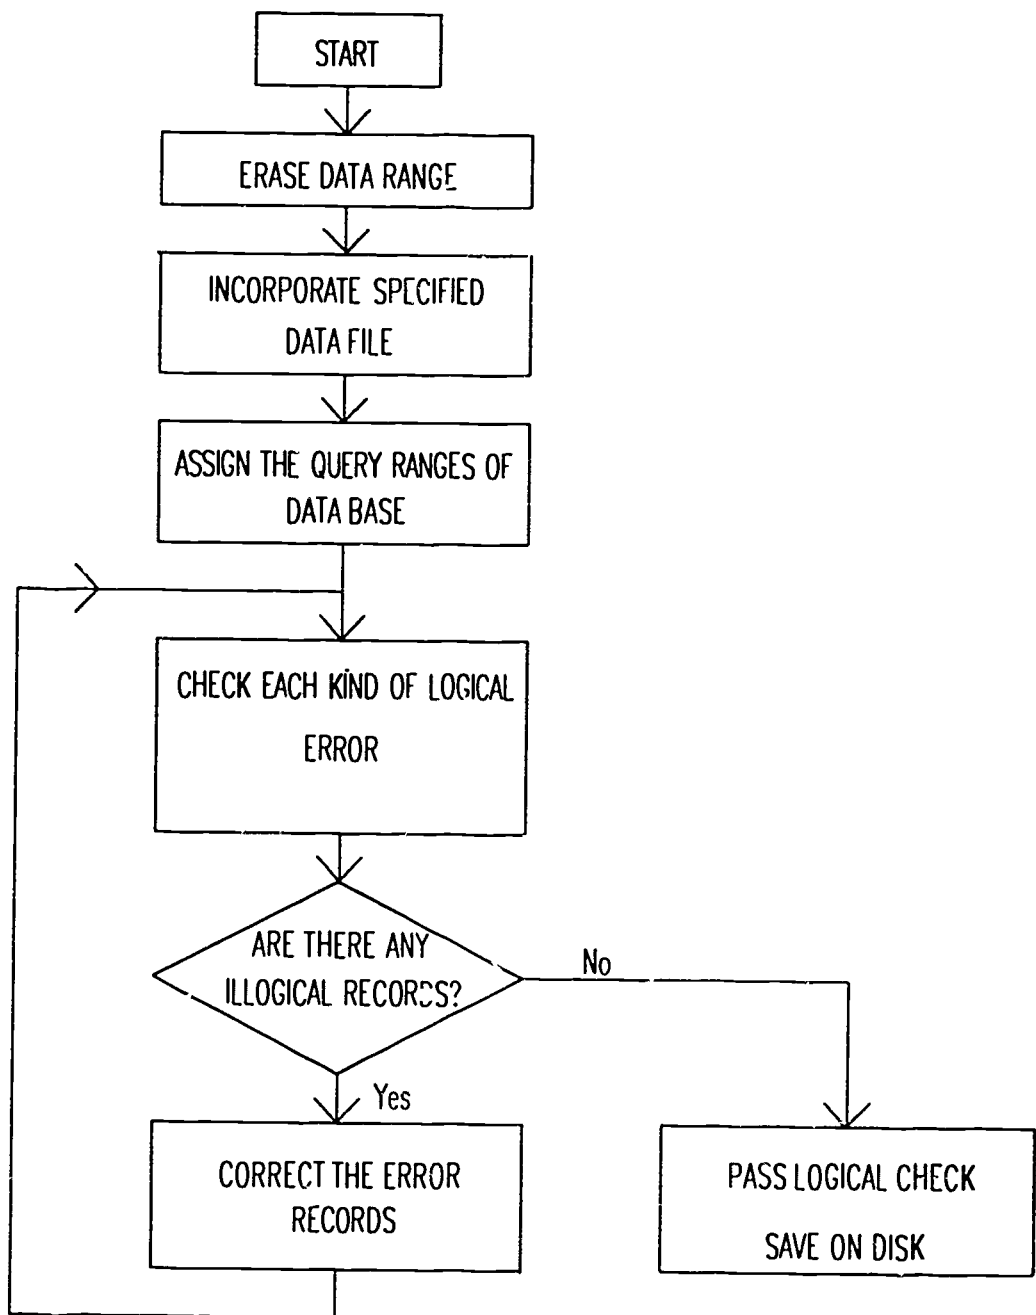 START
ERASE DATA RANGE
INCORPORATE SPECIFIED
DATA FILE
ASSIGN THE QUERY RANGES OF
DATA BASE
CHECK EACH KIND OF LOGICAL
ERROR
ARE THERE ANY
ILLOGICAL RECORDS?
No
Yes
CORRECT THE ERROR
RECORDS
PASS LOGICAL CHECK
SAVE ON DISK